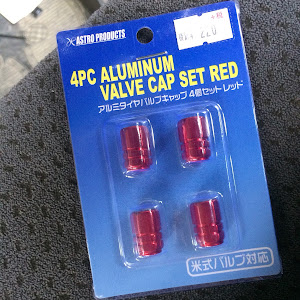 ASTRO PRODUCTS
4PC ALUMINUM
VALVE CAP SET RED
アルミタイヤバルブキャップ 4個セット レッド
米式バルブ対応